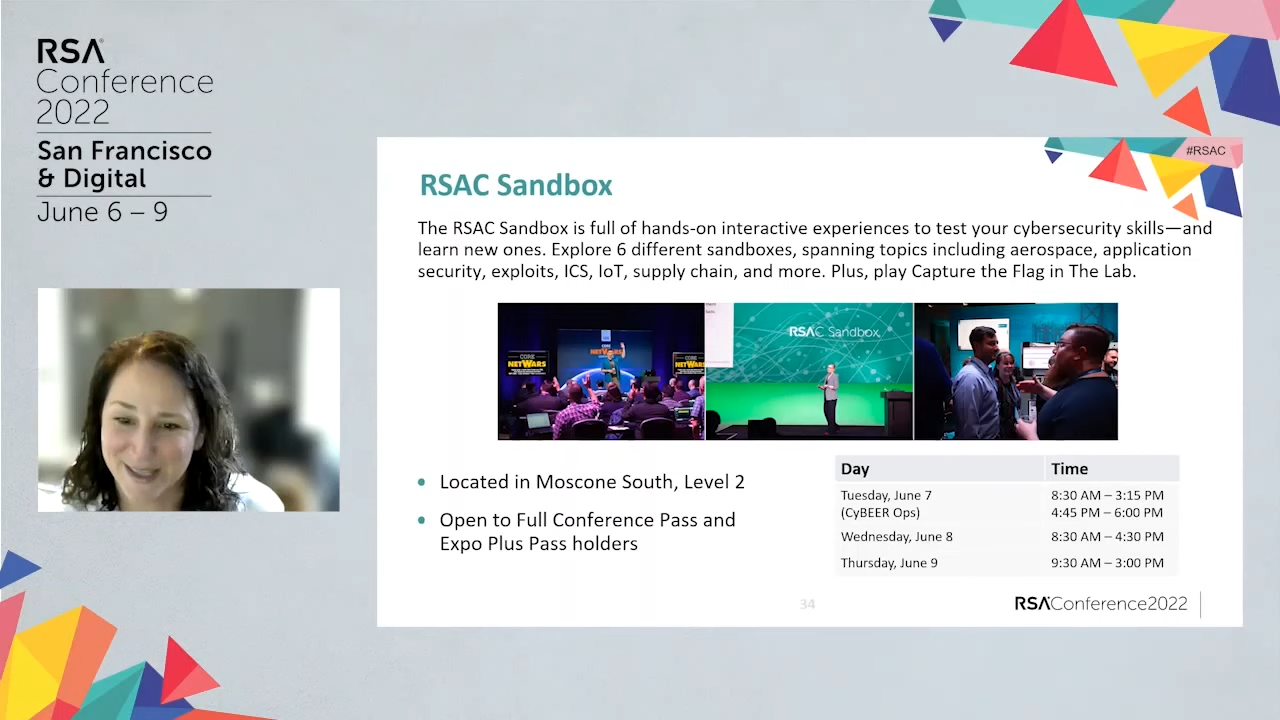 RSA
Conference
2022
San Francisco
& Digital
June 6 – 9
#RSAC
RSAC Sandbox
The RSAC Sandbox is full of hands-on interactive experiences to test your cybersecurity skills—and
learn new ones. Explore 6 different sandboxes, spanning topics including aerospace, application
security, exploits, ICS, IoT, supply chain, and more. Plus, play Capture the Flag in The Lab.
CORE
NETWARS
CORE
NETWARS
CORE
NETWARS
RSAC Sandbox
• Located in Moscone South, Level 2
• Open to Full Conference Pass and
Expo Plus Pass holders
Day Time
Tuesday, June 7 8:30 AM – 3:15 PM
(CyBEER Ops) 4:45 PM – 6:00 PM
Wednesday, June 8 8:30 AM – 4:30 PM
Thursday, June 9 9:30 AM – 3:00 PM
34
RSAConference2022